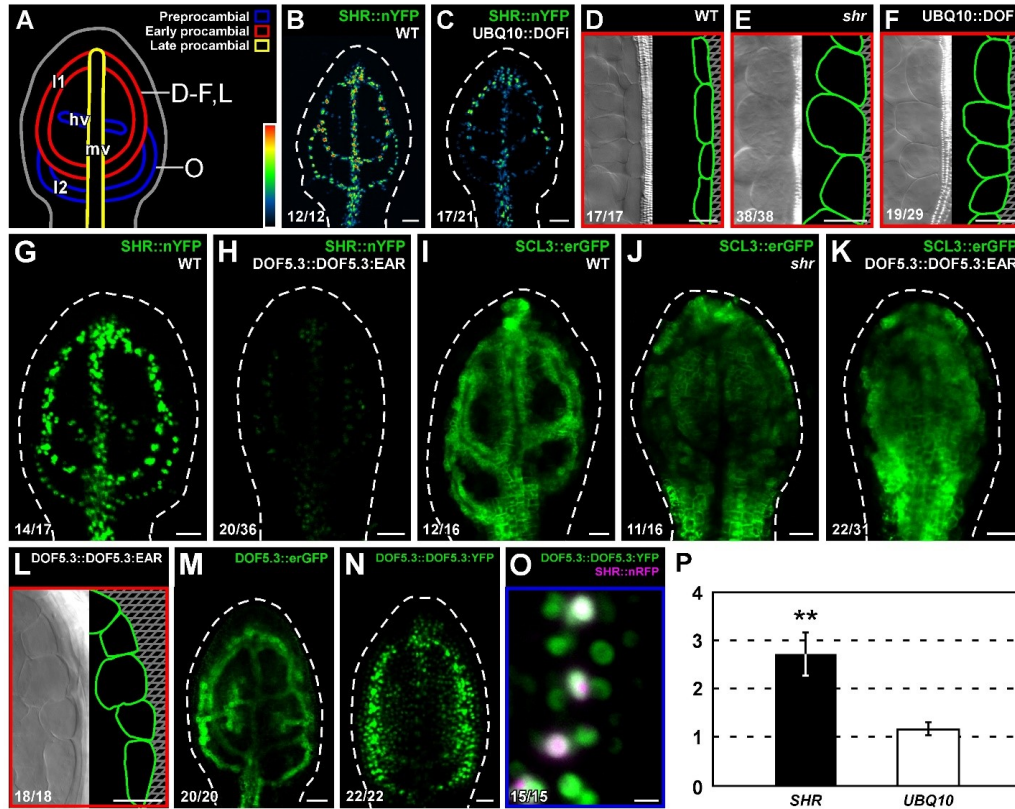 A
Preprocambial
Early procambial
Late procambial
l1
D-F,L
hv
mv
O
l2
B
SHR::nYFP
WT
12/12
C
SHR::nYFP
UBQ10::DOFi
17/21
D
WT
17/17
E
shr
38/38
F
UBQ10::DOFi
19/29
G
SHR::nYFP
WT
14/17
H
SHR::nYFP
DOF5.3::DOF5.3:EAR
20/36
I
SCL3::erGFP
WT
12/16
J
SCL3::erGFP
shr
11/16
K
SCL3::erGFP
DOF5.3::DOF5.3:EAR
22/31
L
DOF5.3::DOF5.3:EAR
18/18
M
DOF5.3::erGFP
20/20
N
DOF5.3::DOF5.3:YFP
22/22
O
DOF5.3::DOF5.3:YFP
SHR::nRFP
15/15
P
4
3
2
1
0
**
SHR
UBQ10